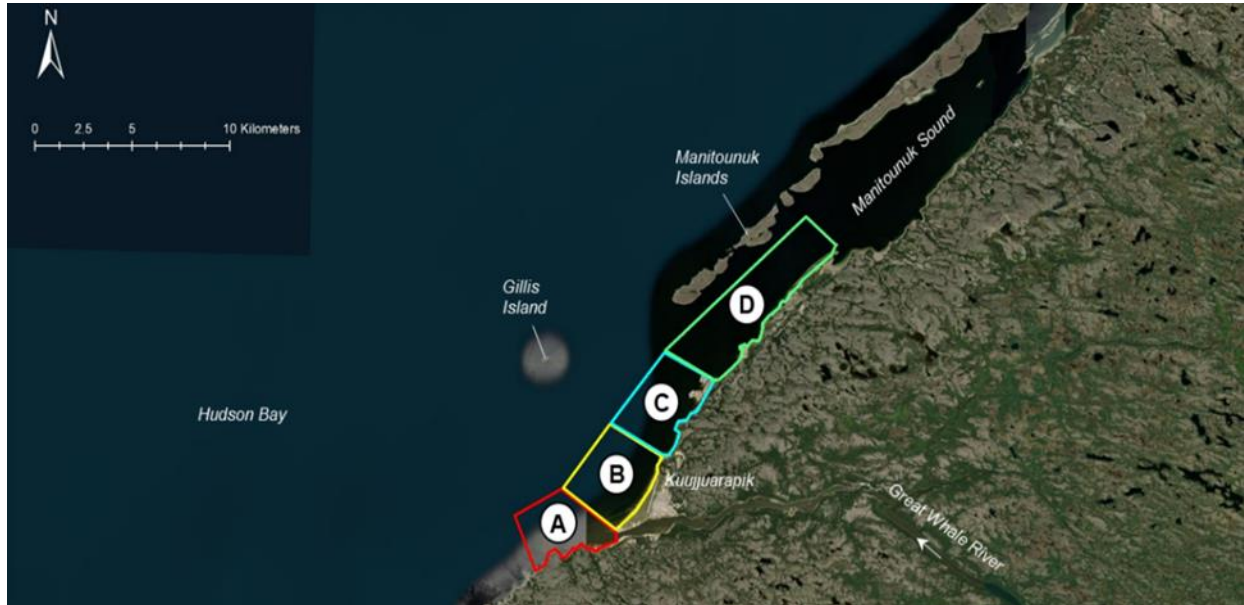 N
0 2.5 5 10 Kilometers
Manitounuk
Islands
Manitounuk Sound
Gillis
Island
D
Hudson Bay
C
B
Kuujjuarapik
A
Great Whale River